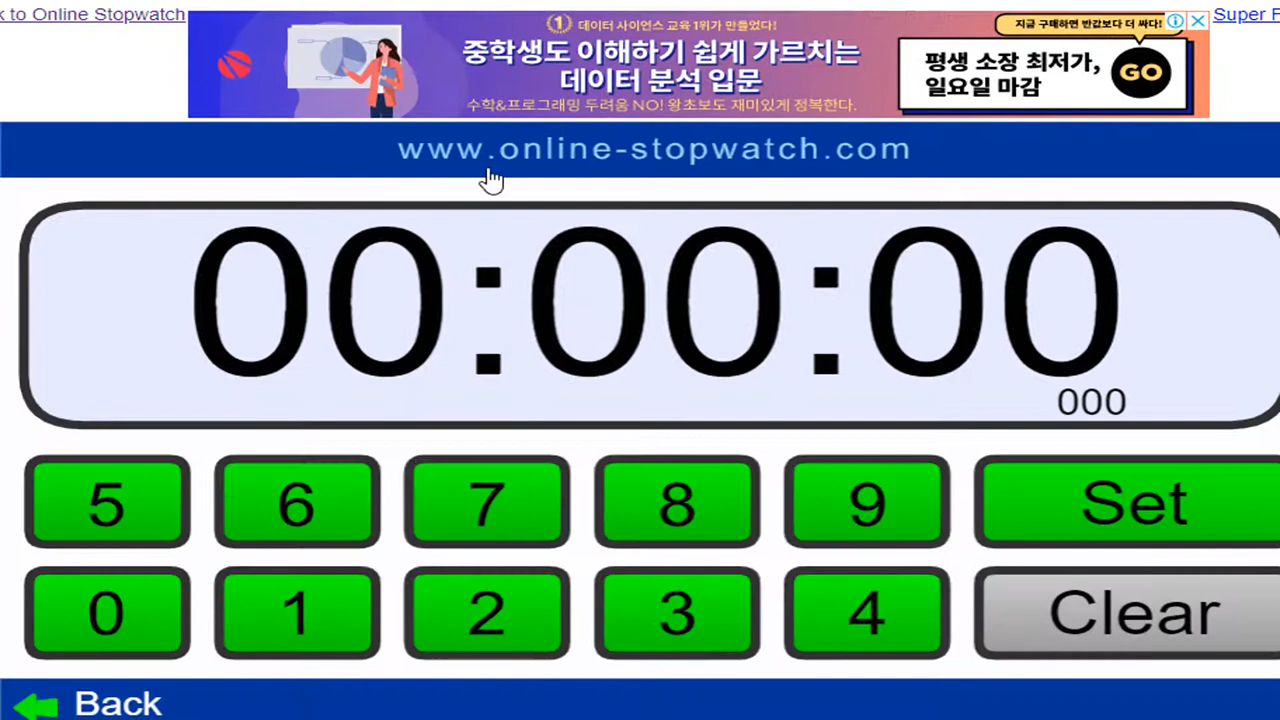 k to Online Stopwatch
Super F
1 데이터 사이언스 교육 1위가 만들었다!
중학생도 이해하기 쉽게 가르치는
데이터 분석 입문
수학&프로그래밍 두려움 NO! 왕초보도 재미있게 정복한다.
지금 구매하면 반값보다 더 싸다!
평생 소장 최저가,
일요일 마감
GO
www.online-stopwatch.com
00:00:00
000
5 6 7 8 9 Set
0 1 2 3 4 Clear
Back